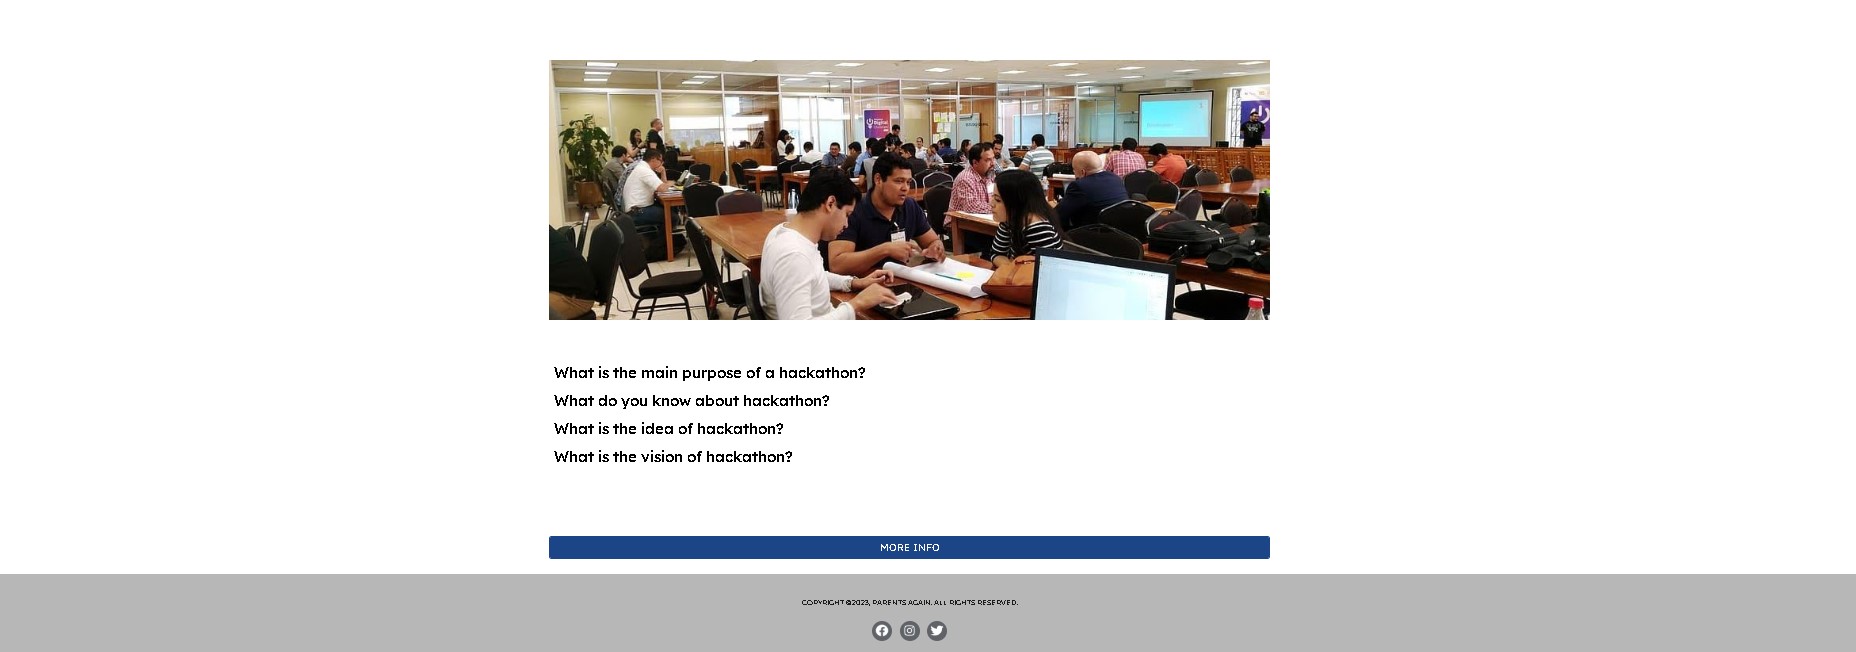 Digital
What is the main purpose of a hackathon?
What do you know about hackathon?
What is the idea of hackathon?
What is the vision of hackathon?
MORE INFO
COPYRIGHT ©2023, PARENTS AGAIN. ALL RIGHTS RESERVED.